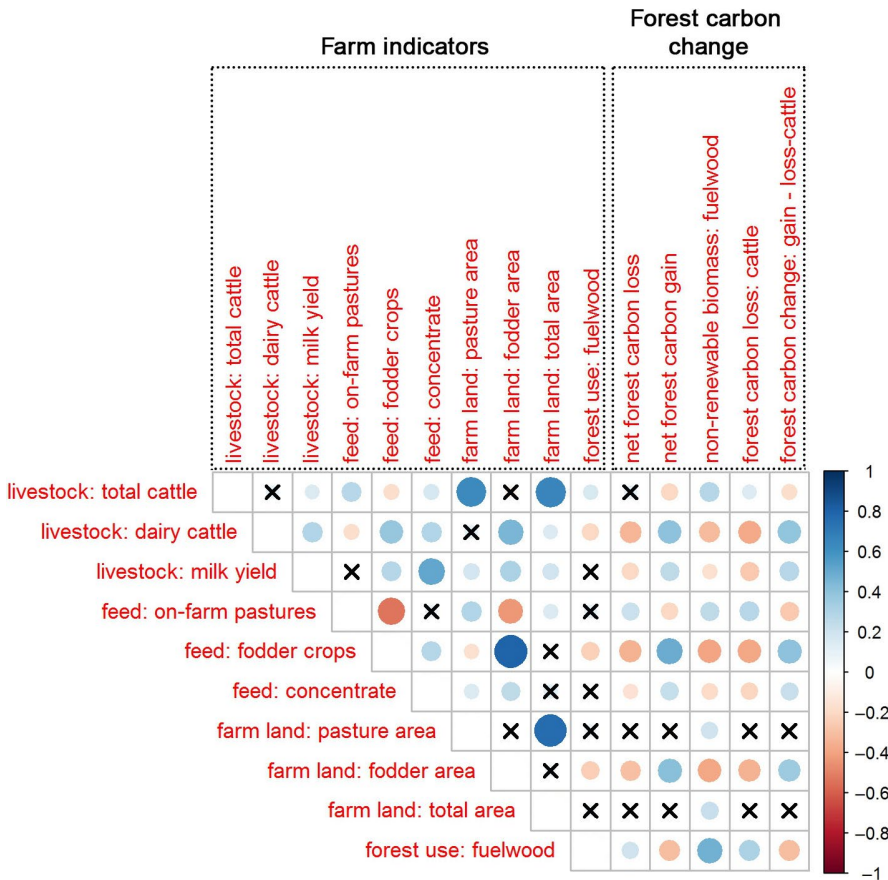 Farm indicators
Forest carbon
change
livestock: total cattle
livestock: dairy cattle
livestock: milk yield
feed: on-farm pastures
feed: fodder crops
feed: concentrate
farm land: pasture area
farm land: fodder area
farm land: total area
forest use: fuelwood
net forest carbon loss
net forest carbon gain
non-renewable biomass: fuelwood
forest carbon loss: cattle
forest carbon change: gain - loss-cattle
livestock: total cattle
livestock: dairy cattle
livestock: milk yield
feed: on-farm pastures
feed: fodder crops
feed: concentrate
farm land: pasture area
farm land: fodder area
farm land: total area
forest use: fuelwood
1
0.8
0.6
0.4
0.2
0
−0.2
−0.4
−0.6
−0.8
−1